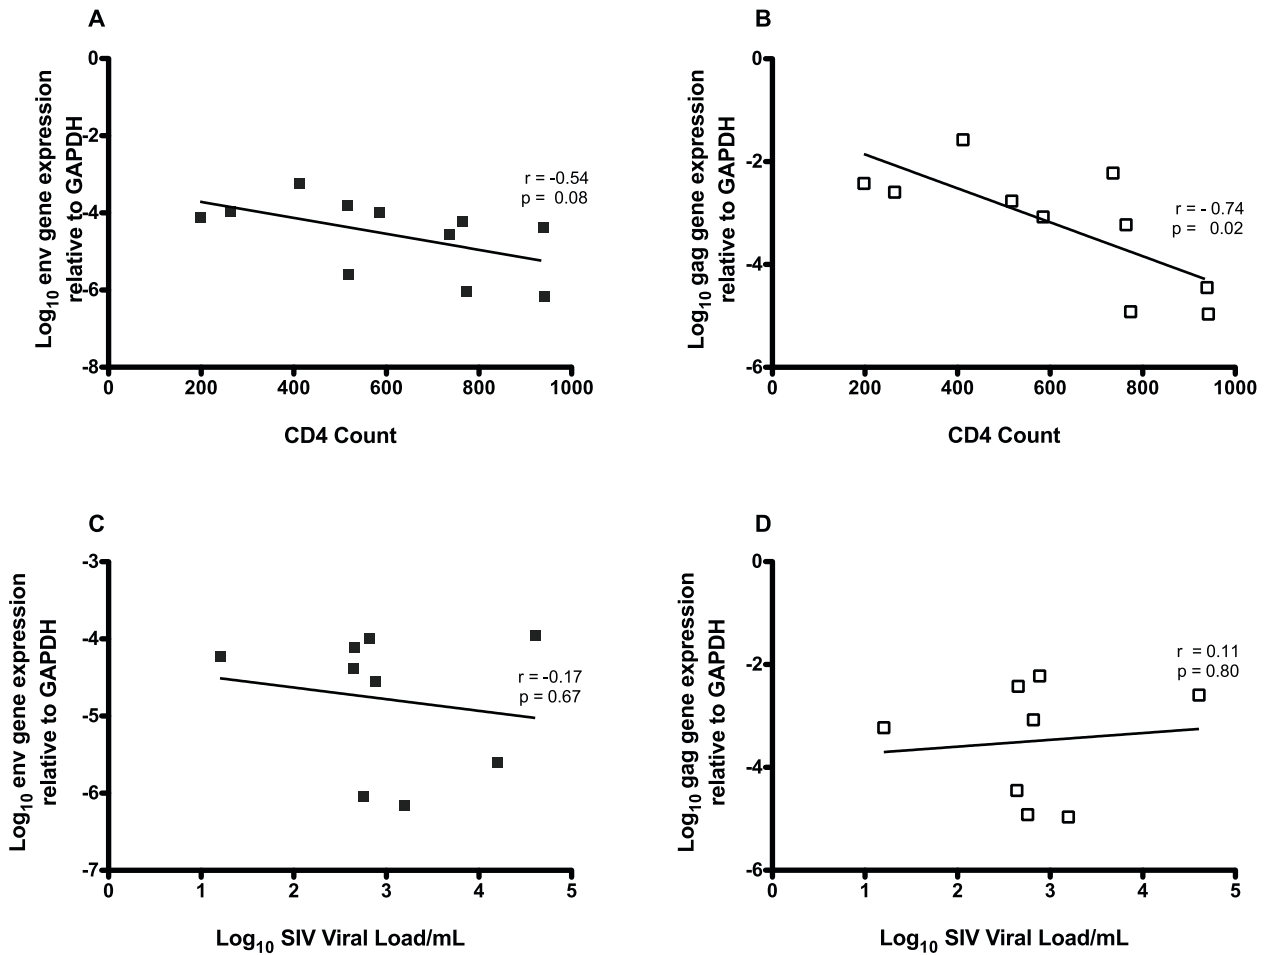 A
Log10 env gene expression
relative to GAPDH
0
-2
-4
-6
-8
0 200 400 600 800 1000
CD4 Count
r = -0.54
p = 0.08
B
Log10 gag gene expression
relative to GAPDH
0
-2
-4
-6
0 200 400 600 800 1000
CD4 Count
r = - 0.74
p = 0.02
C
Log10 env gene expression
relative to GAPDH
-3
-4
-5
-6
-7
0 1 2 3 4 5
Log10 SIV Viral Load/mL
r = -0.17
p = 0.67
D
Log10 gag gene expression
relative to GAPDH
0
-2
-4
-6
0 1 2 3 4 5
Log10 SIV Viral Load/mL
r = 0.11
p = 0.80